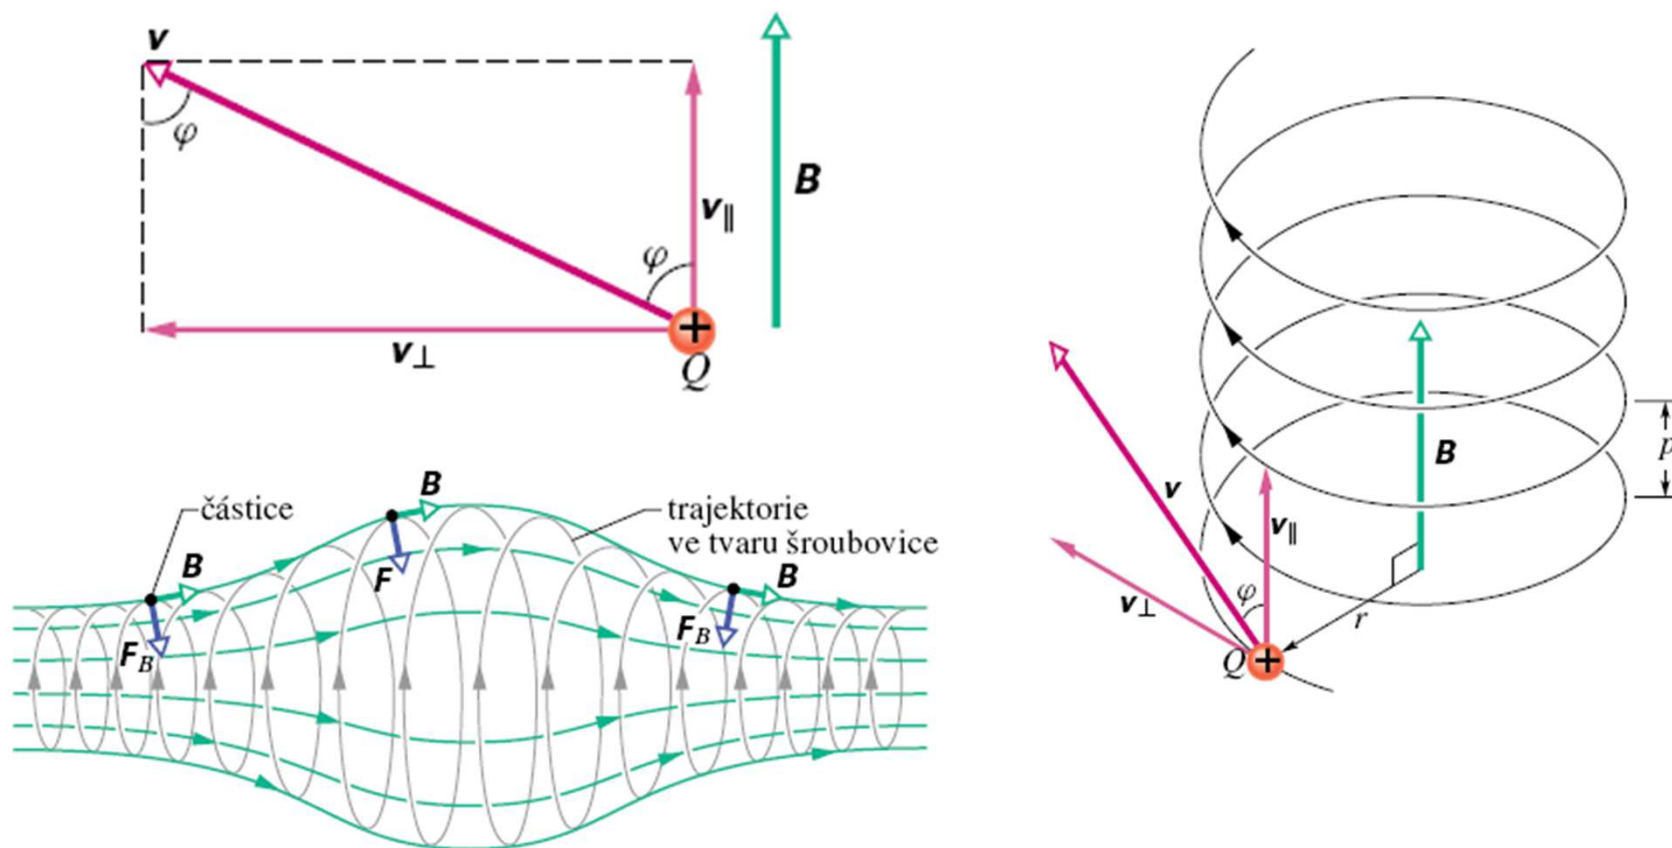 v
φ
φ
v∥
B
v⊥
Q
částice
B
B
F
trajektorie
ve tvaru šroubovice
B
F_B
F_B
v
v∥
v⊥
φ
Q
r
B
p